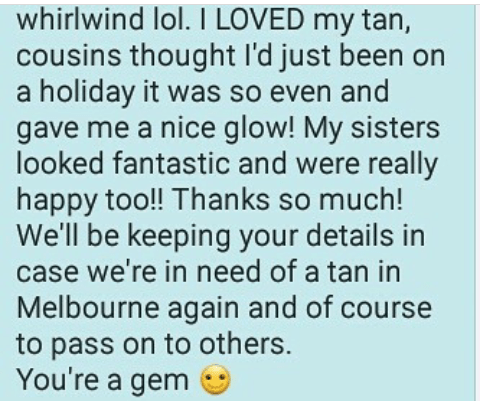 whirlwind lol. I LOVED my tan,
cousins thought I'd just been on
a holiday it was so even and
gave me a nice glow! My sisters
looked fantastic and were really
happy too!! Thanks so much!
We'll be keeping your details in
case we're in need of a tan in
Melbourne again and of course
to pass on to others.
You're a gem 🙂